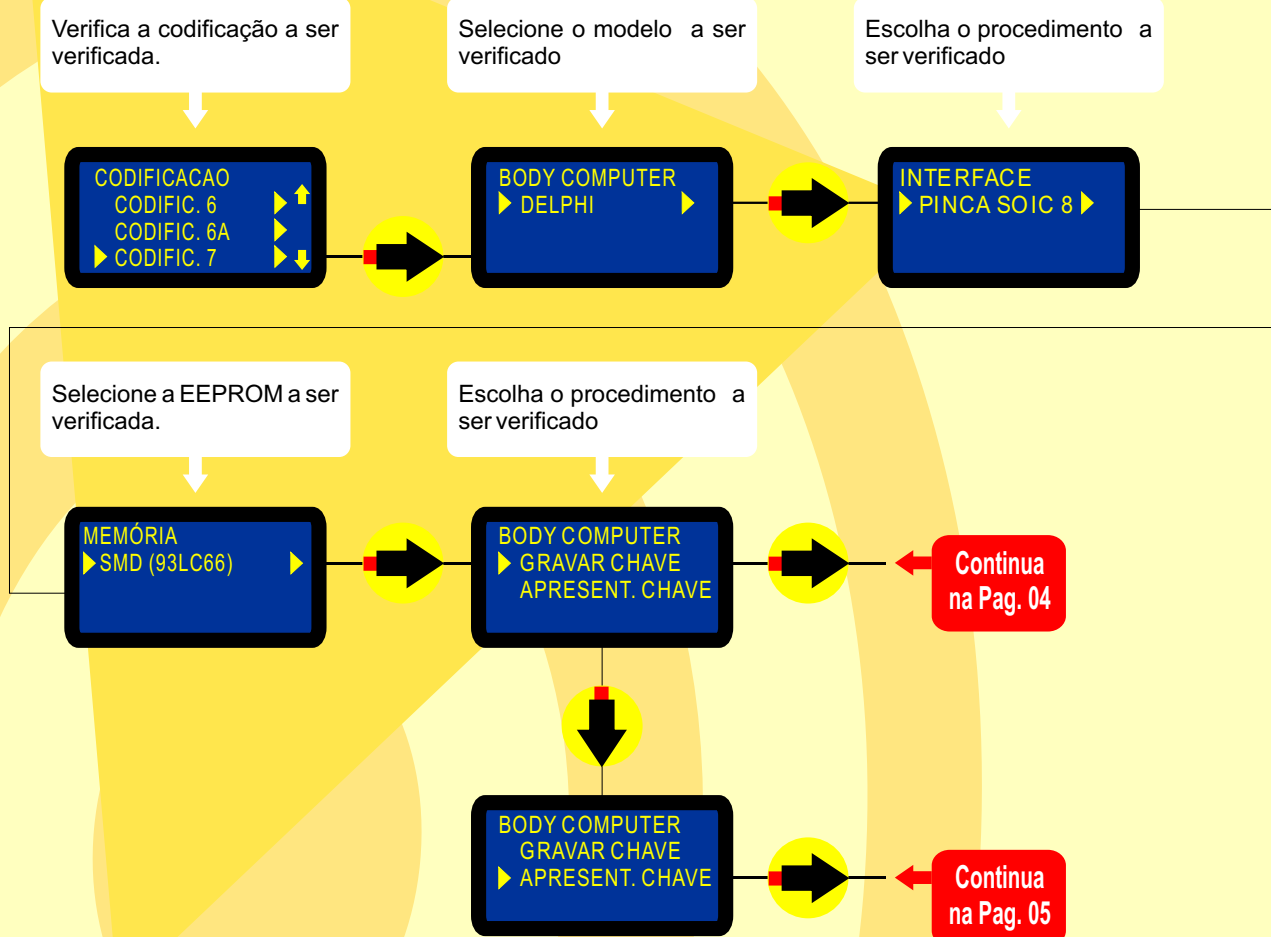 Verifica a codificação a ser
verificada.
Selecione o modelo a ser
verificado
Escolha o procedimento a
ser verificado
CODIFICACAO
CODIFIC. 6
CODIFIC. 6A
CODIFIC. 7
BODY COMPUTER
DELPHI
INTERFACE
PINCA SOIC 8
Selecione a EEPROM a ser
verificada.
Escolha o procedimento a
ser verificado
MEMÓRIA
SMD (93LC66)
BODY COMPUTER
GRAVAR CHAVE
APRESENT. CHAVE
Continua
na Pag. 04
BODY COMPUTER
GRAVAR CHAVE
APRESENT. CHAVE
Continua
na Pag. 05